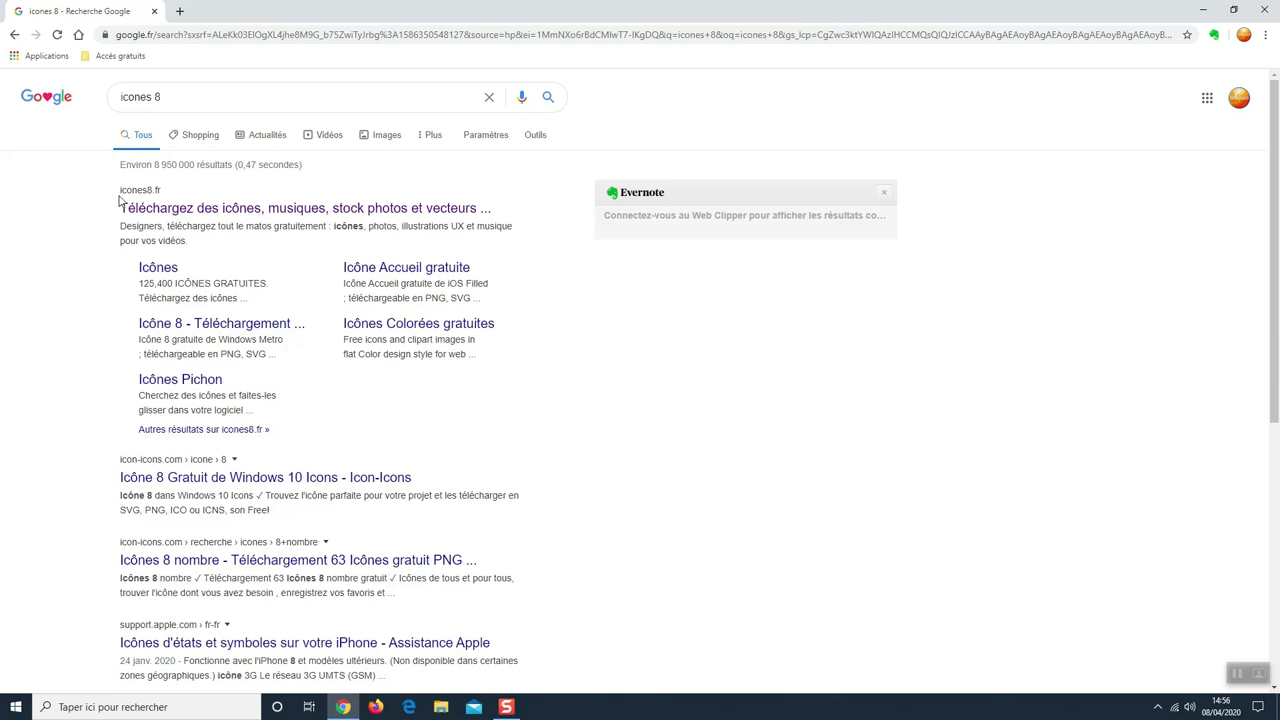 icones 8 - Recherche Google
google.fr/search?sxsrf=ALeKk03ElOgXL4jhe8M9G_b75ZwiTyJrbg%3A1586350548127&source=hp&ei=1MmNXo6rBdCMlwT7-IKgDQ&q=icones+8&oq=icones+8&gs_lcp=CgZwc3ktYWIQAzIHCCMQsQIQJzICCAAyBAgAEAoyBAgAEAoyBAgAEAoyBAgAEAoyB...
Applications
Accés gratuits
Google
icones 8
Tous
Shopping
Actualités
Vidéos
Images
Plus
Paramètres
Outils
Environ 8 950 000 résultats (0,47 secondes)
icones8.fr
Téléchargez des icônes, musiques, stock photos et vecteurs ...
Designers, téléchargez tout le matos gratuitement : icônes, photos, illustrations UX et musique
pour vos vidéos.
Icônes
125,400 ICÔNES GRATUITES.
Téléchargez des icônes ...
Icône Accueil gratuite
Icône Accueil gratuite de iOS Filled
; téléchargeable en PNG, SVG ...
Icône 8 - Téléchargement ...
Icône 8 gratuite de Windows Metro
; téléchargeable en PNG, SVG ...
Icônes Colorées gratuites
Free icons and clipart images in
flat Color design style for web ...
Icônes Pichon
Cherchez des icônes et faites-les
glisser dans votre logiciel ...
Autres résultats sur icones8.fr »
icon-icons.com › icone › 8
Icône 8 Gratuit de Windows 10 Icons - Icon-Icons
Icône 8 dans Windows 10 Icons ✓ Trouvez l'icône parfaite pour votre projet et les télécharger en
SVG, PNG, ICO ou ICNS, son Free!
icon-icons.com › recherche › icones › 8+nombre
Icônes 8 nombre - Téléchargement 63 Icônes gratuit PNG ...
Icônes 8 nombre ✓ Téléchargement 63 icônes 8 nombre gratuit ✓ Icônes de tous et pour tous,
trouver l'icône dont vous avez besoin , enregistrez vos favoris et ...
support.apple.com › fr-fr
Icônes d'états et symboles sur votre iPhone - Assistance Apple
24 janv. 2020 - Fonctionne avec l'iPhone 8 et modèles ultérieurs. (Non disponible dans certaines
zones géographiques.) icône 3G Le réseau 3G UMTS (GSM) ...
Evernote
Connectez-vous au Web Clipper pour afficher les résultats co...
Taper ici pour rechercher
14:56
08/04/2020